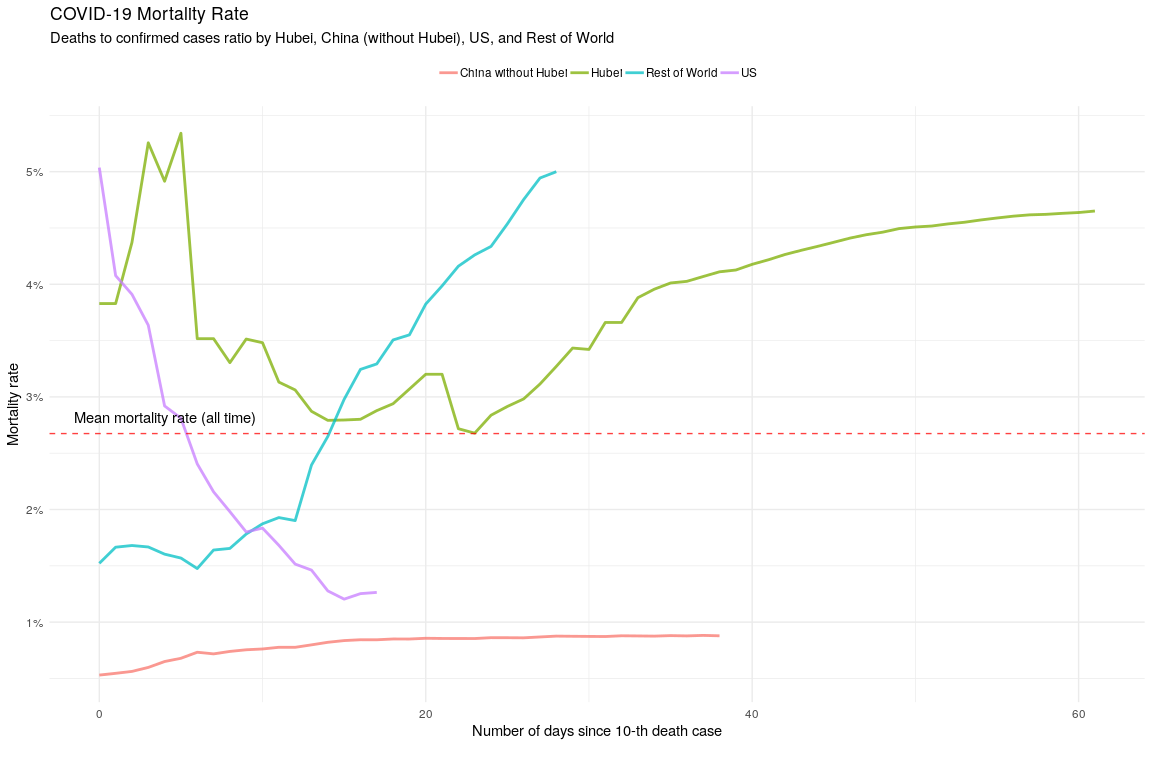 COVID-19 Mortality Rate
Deaths to confirmed cases ratio by Hubei, China (without Hubei), US, and Rest of World
China without Hubei Hubei Rest of World US
5%
4%
3%
2%
1%
Mortality rate
Mean mortality rate (all time)
0 20 40 60
Number of days since 10-th death case